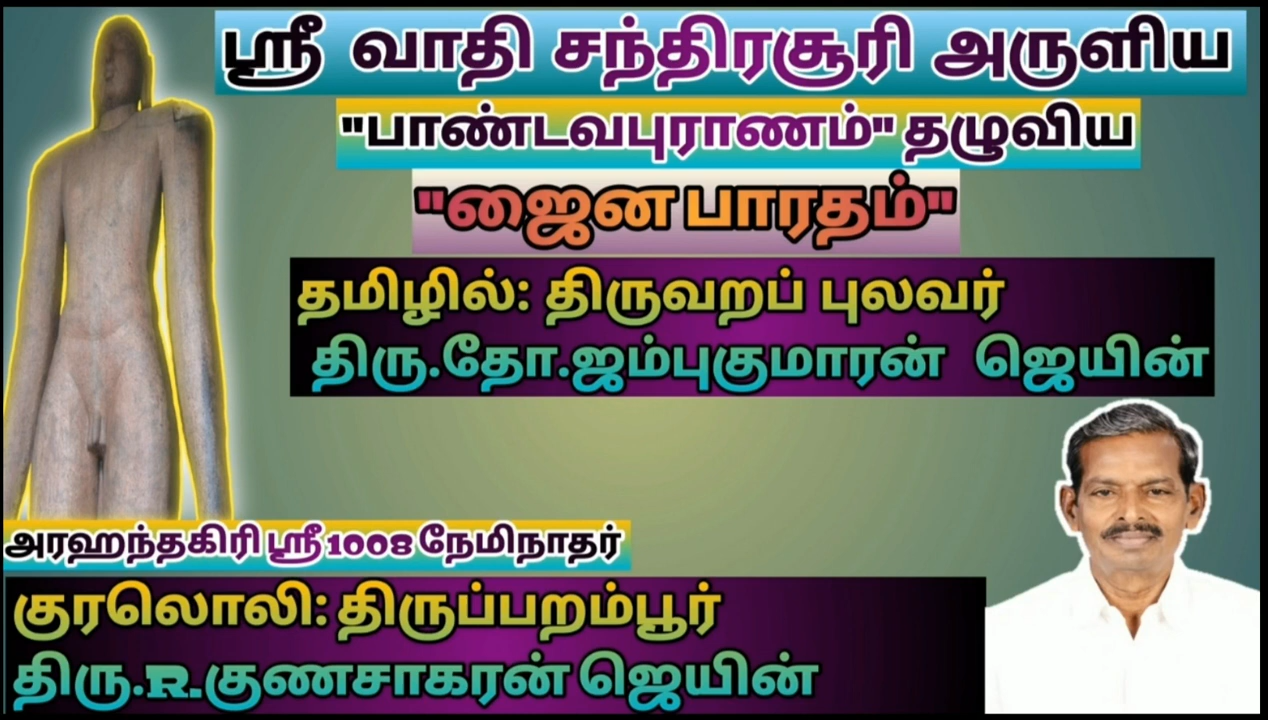 ஸ்ரீ வாதி சந்திரசூரி அருளிய
"பாண்டவபுராணம்" தழுவிய
"ஜைன பாரதம்"
தமிழில்: திருவறப் புலவர்
திரு.தோ.ஜம்புகுமாரன் ஜெயின்
அரஹந்தகிரி ஸ்ரீ 1008 நேமிநாதர்
குரலொலி: திருப்பறம்பூர்
திரு.R.குணசாகரன் ஜெயின்